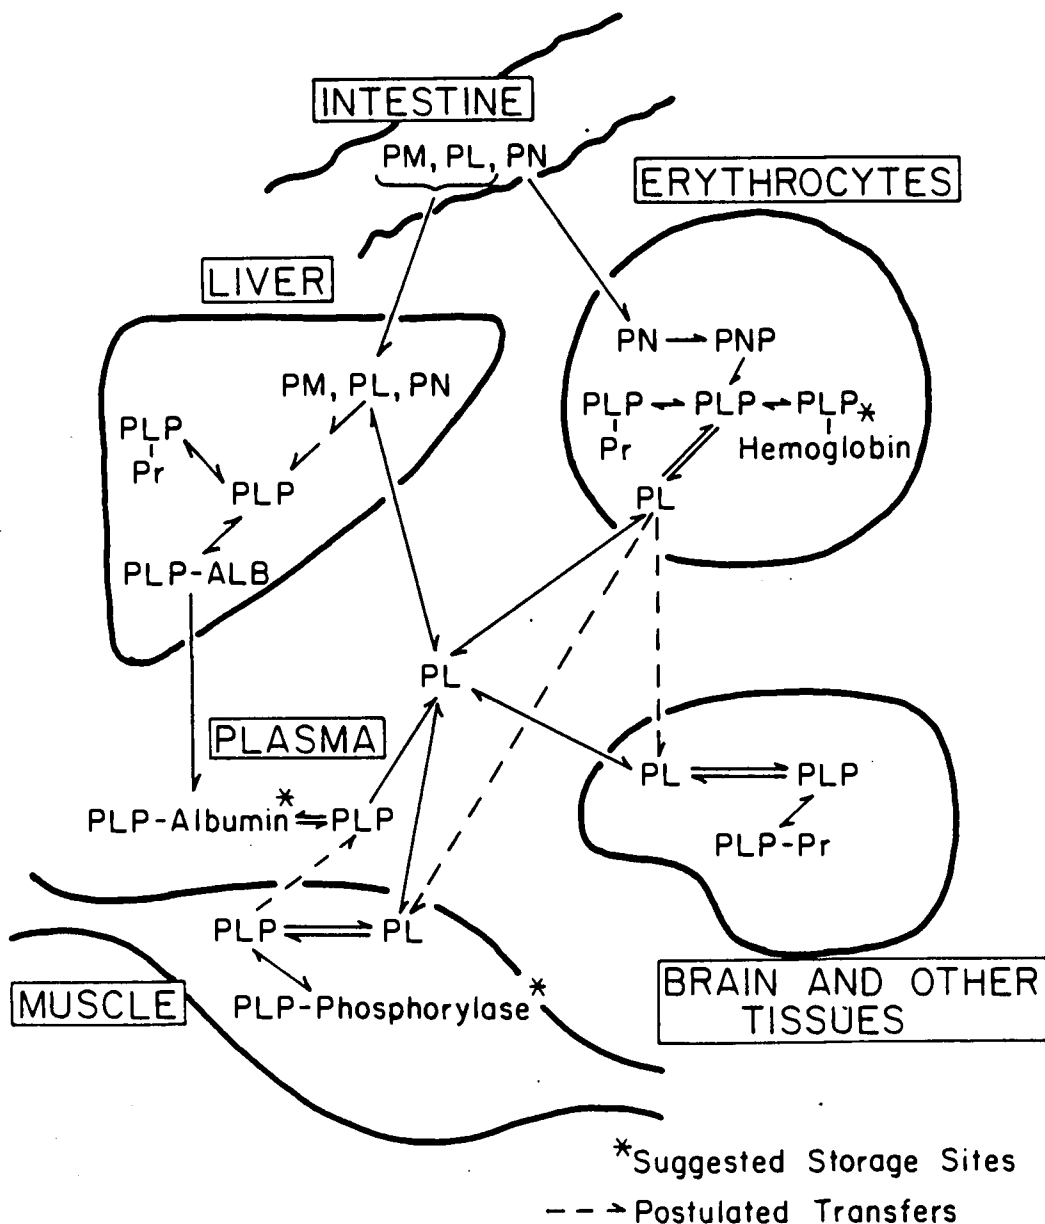 INTESTINE
PM, PL, PN
ERYTHROCYTES
LIVER
PN PNP
PM, PL, PN
PLP PLP PLP*
Pr Hemoglobin
PLP
Pr
PLP
PL
PLP-ALB
PL
PLASMA
PL PLP
PLP-Albumin* PLP
PLP-Pr
PLP PL
MUSCLE
PLP-Phosphorylase*
BRAIN AND OTHER
TISSUES
*Suggested Storage Sites
Postulated Transfers